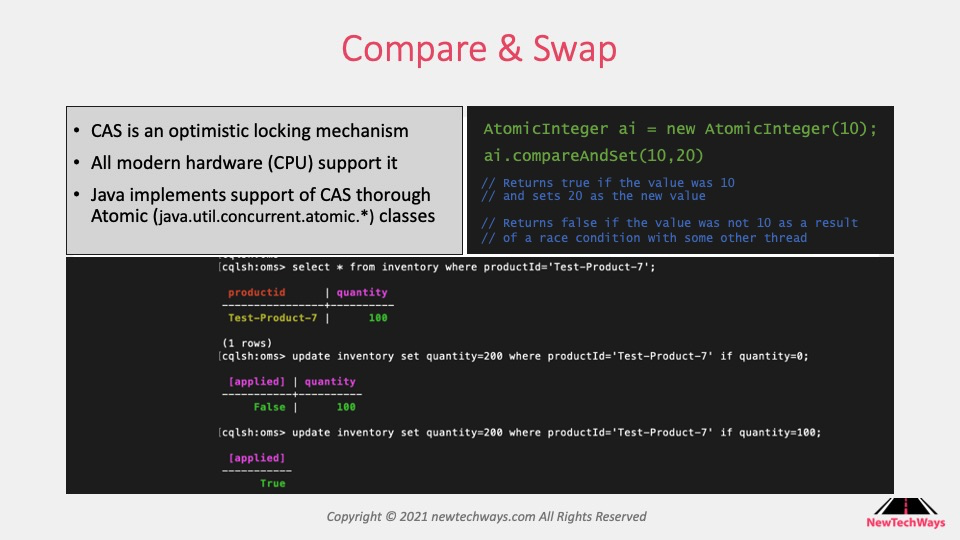 Compare & Swap
• CAS is an optimistic locking mechanism
• All modern hardware (CPU) support it
• Java implements support of CAS thorough
Atomic (java.util.concurrent.atomic.*) classes
AtomicInteger ai = new AtomicInteger(10);
ai.compareAndSet(10,20)
// Returns true if the value was 10
// and sets 20 as the new value
// Returns false if the value was not 10 as a result
// of a race condition with some other thread
[cqlsh:oms> select * from inventory where productId='Test-Product-7';
productid | quantity
----------------+----------
Test-Product-7 | 100
(1 rows)
[cqlsh:oms> update inventory set quantity=200 where productId='Test-Product-7' if quantity=0;
[applied] | quantity
-----------+----------
False | 100
[cqlsh:oms> update inventory set quantity=200 where productId='Test-Product-7' if quantity=100;
[applied]
-----------
True
Copyright © 2021 newtechways.com All Rights Reserved
NewTechWays